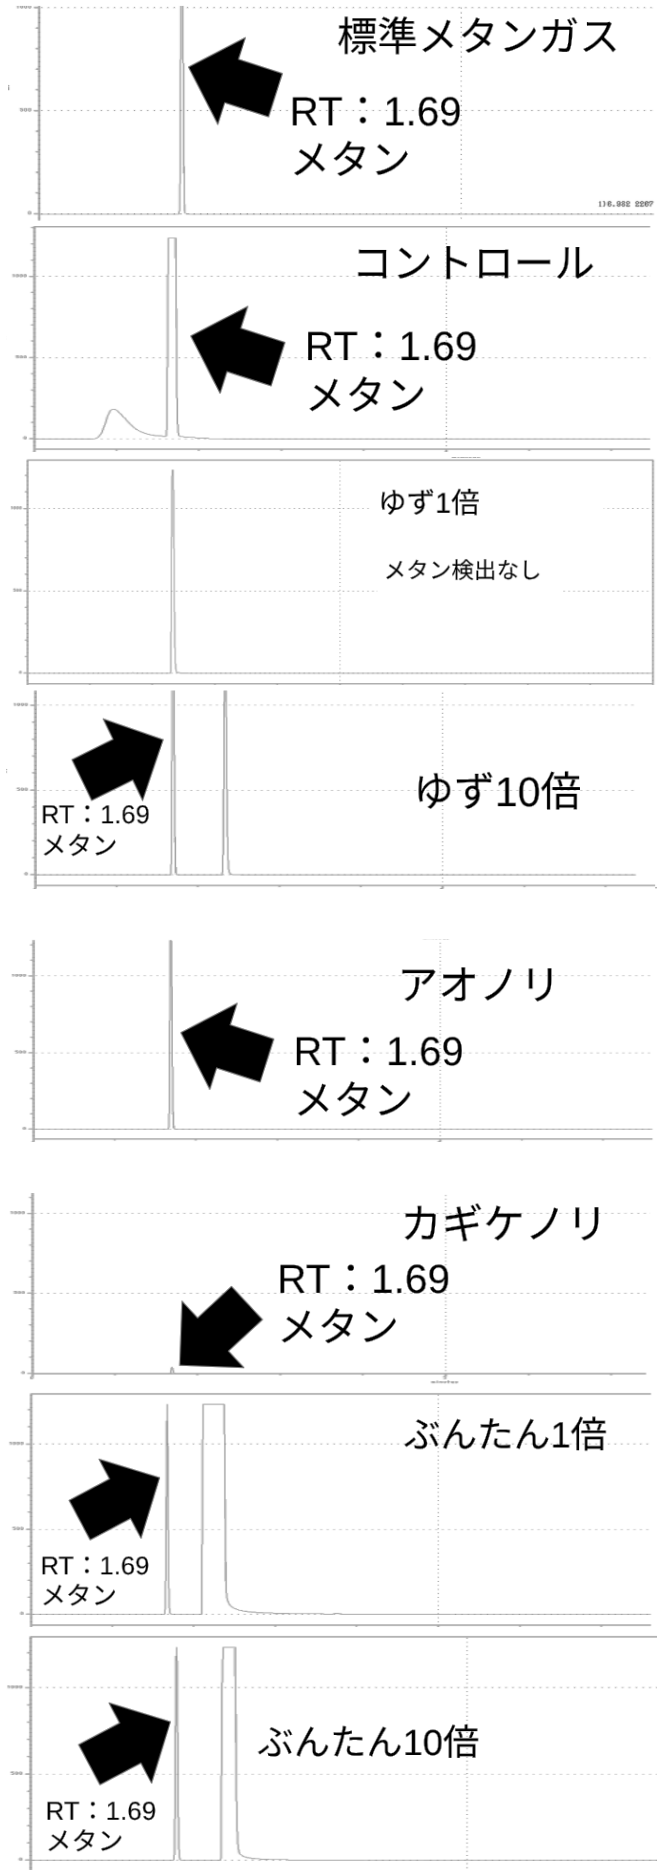 標準メタンガス
RT：1.69
メタン
コントロール
RT：1.69
メタン
ゆず1倍
メタン検出なし
RT：1.69
メタン
ゆず10倍
アオノリ
RT：1.69
メタン
カギケノリ
RT：1.69
メタン
ぶんたん1倍
RT：1.69
メタン
ぶんたん10倍
RT：1.69
メタン